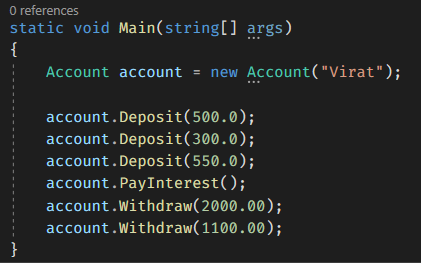 0 references
static void Main(string[] args)
{
    Account account = new Account("Virat");

    account.Deposit(500.0);
    account.Deposit(300.0);
    account.Deposit(550.0);
    account.PayInterest();
    account.Withdraw(2000.00);
    account.Withdraw(1100.00);
}